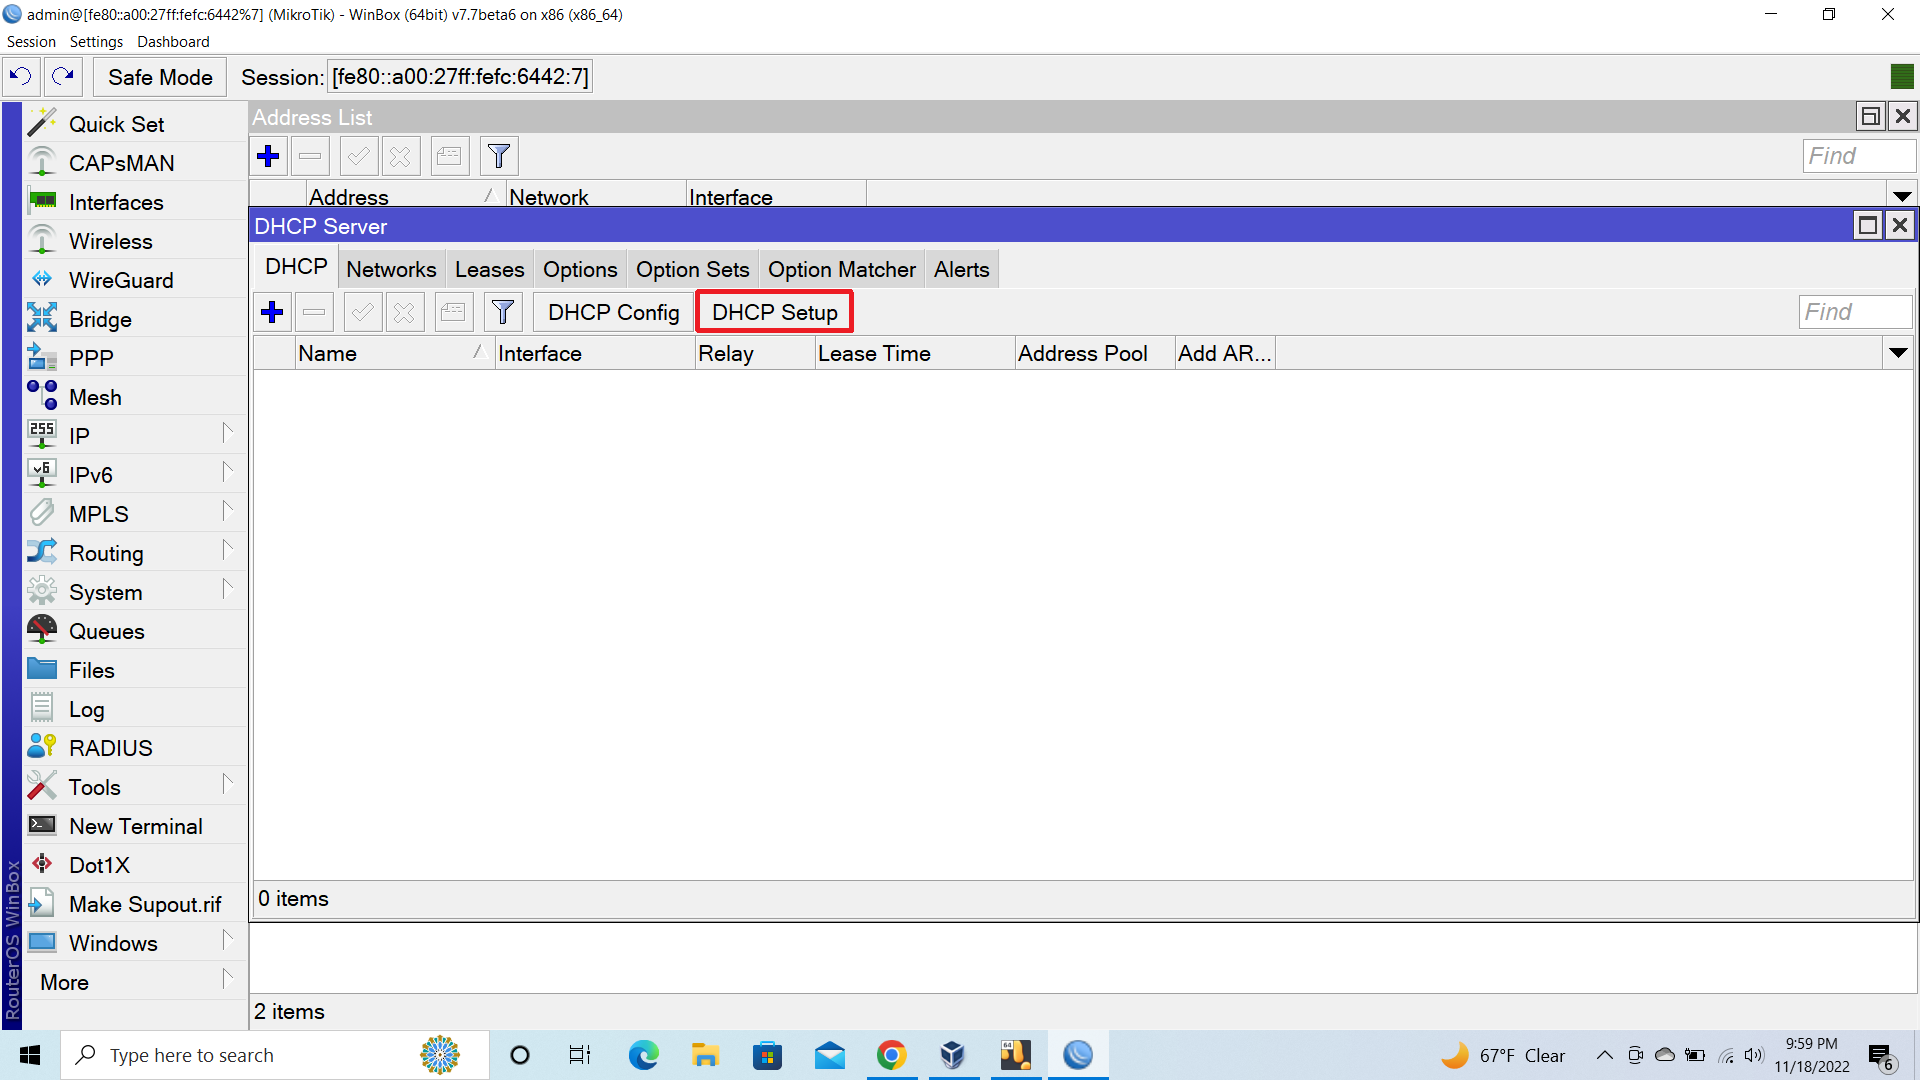 admin@[fe80::a00:27ff:fefc:6442%7] (MikroTik) - WinBox (64bit) v7.7beta6 on x86 (x86_64)
Session Settings Dashboard
Safe Mode Session: [fe80::a00:27ff:fefc:6442:7]
Quick Set
CAPsMAN
Interfaces
Wireless
WireGuard
Bridge
PPP
Mesh
255 IP
v6 IPv6
MPLS
Routing
System
Queues
Files
Log
RADIUS
Tools
New Terminal
Dot1X
Make Supout.rif
Windows
More
RouterOS WinBox
Address List
Find
Address Network Interface
DHCP Server
DHCP Networks Leases Options Option Sets Option Matcher Alerts
DHCP Config DHCP Setup Find
Name Interface Relay Lease Time Address Pool Add AR...
0 items
2 items
Type here to search
64
67°F Clear
9:59 PM
11/18/2022
6